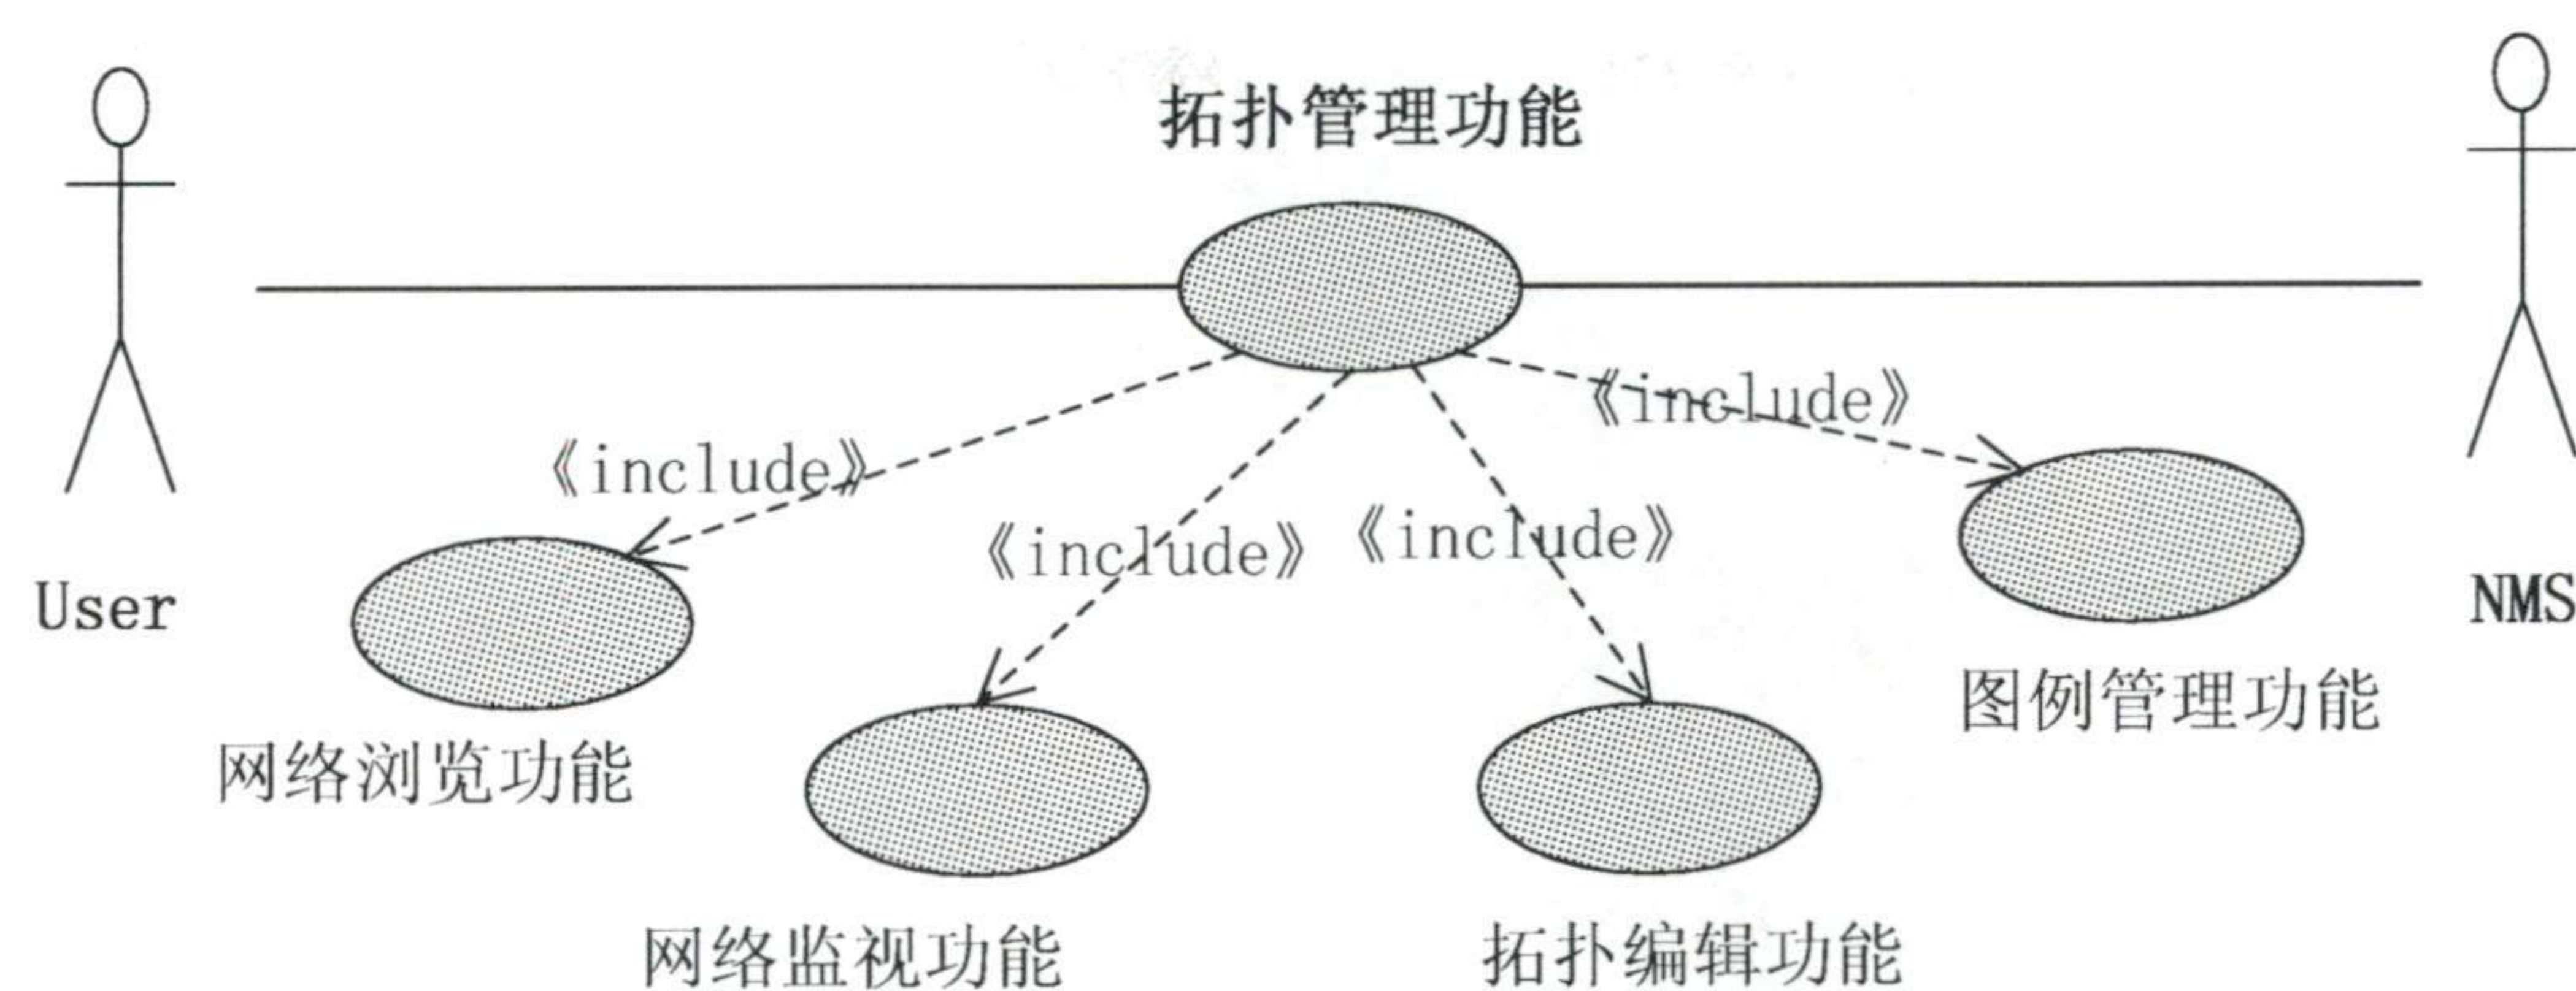 拓扑管理功能
《include》
《include》
《include》
《include》
User
NMS
图例管理功能
网络浏览功能
网络监视功能
拓扑编辑功能